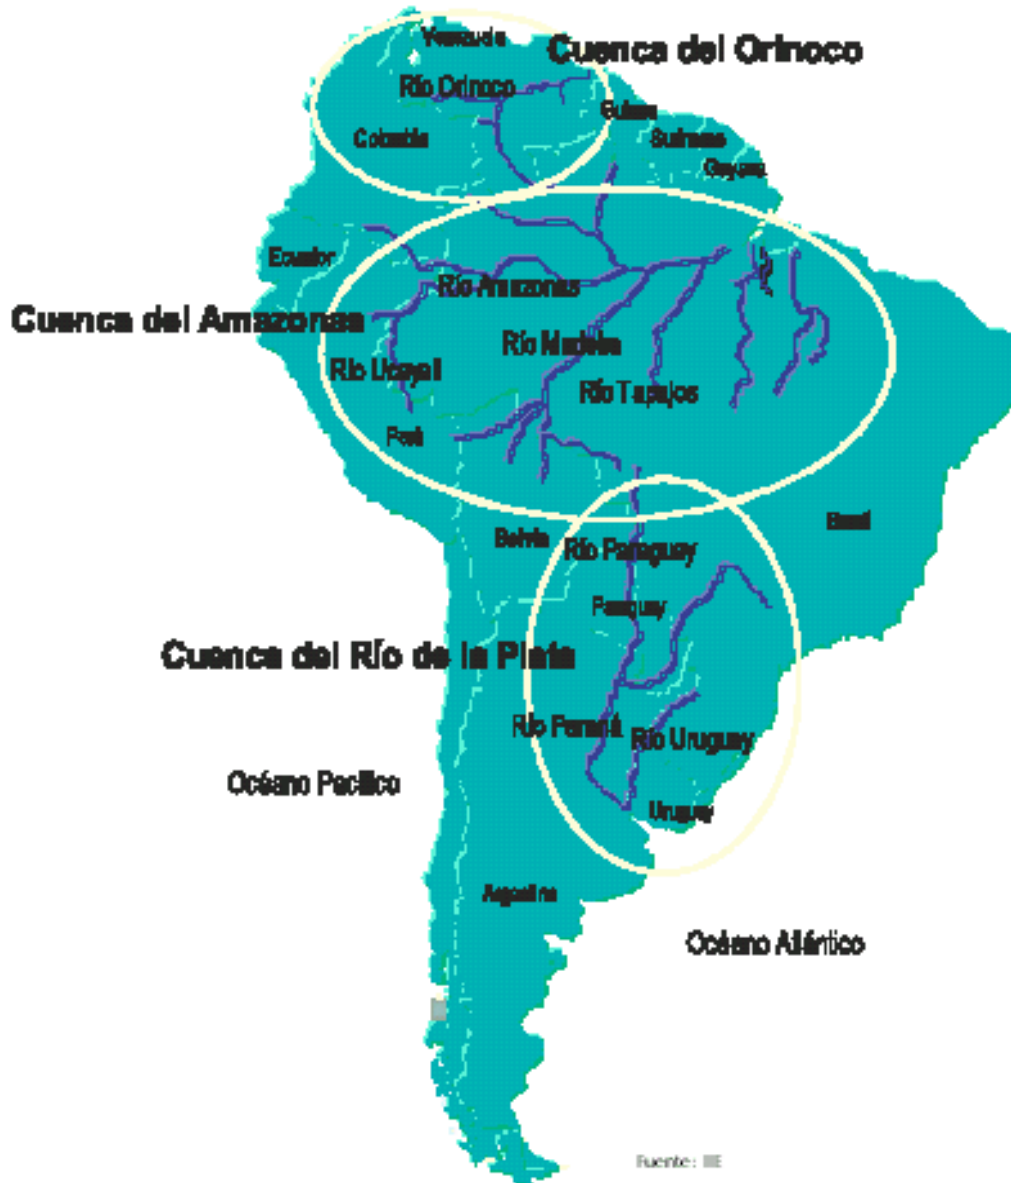 Venezuela
Cuenca del Orinoco
Río Orinoco
Guiana
Colombia
Surinam
Guyana
Ecuador
Río Amazonas
Cuenca del Amazonas
Río Madeira
Río Ucayali
Río Tapajos
Perú
Brasil
Bolivia
Río Paraguay
Paraguay
Cuenca del Río de la Plata
Río Paraná
Río Uruguay
Océano Pacífico
Uruguay
Argentina
Océano Atlántico
Fuente: